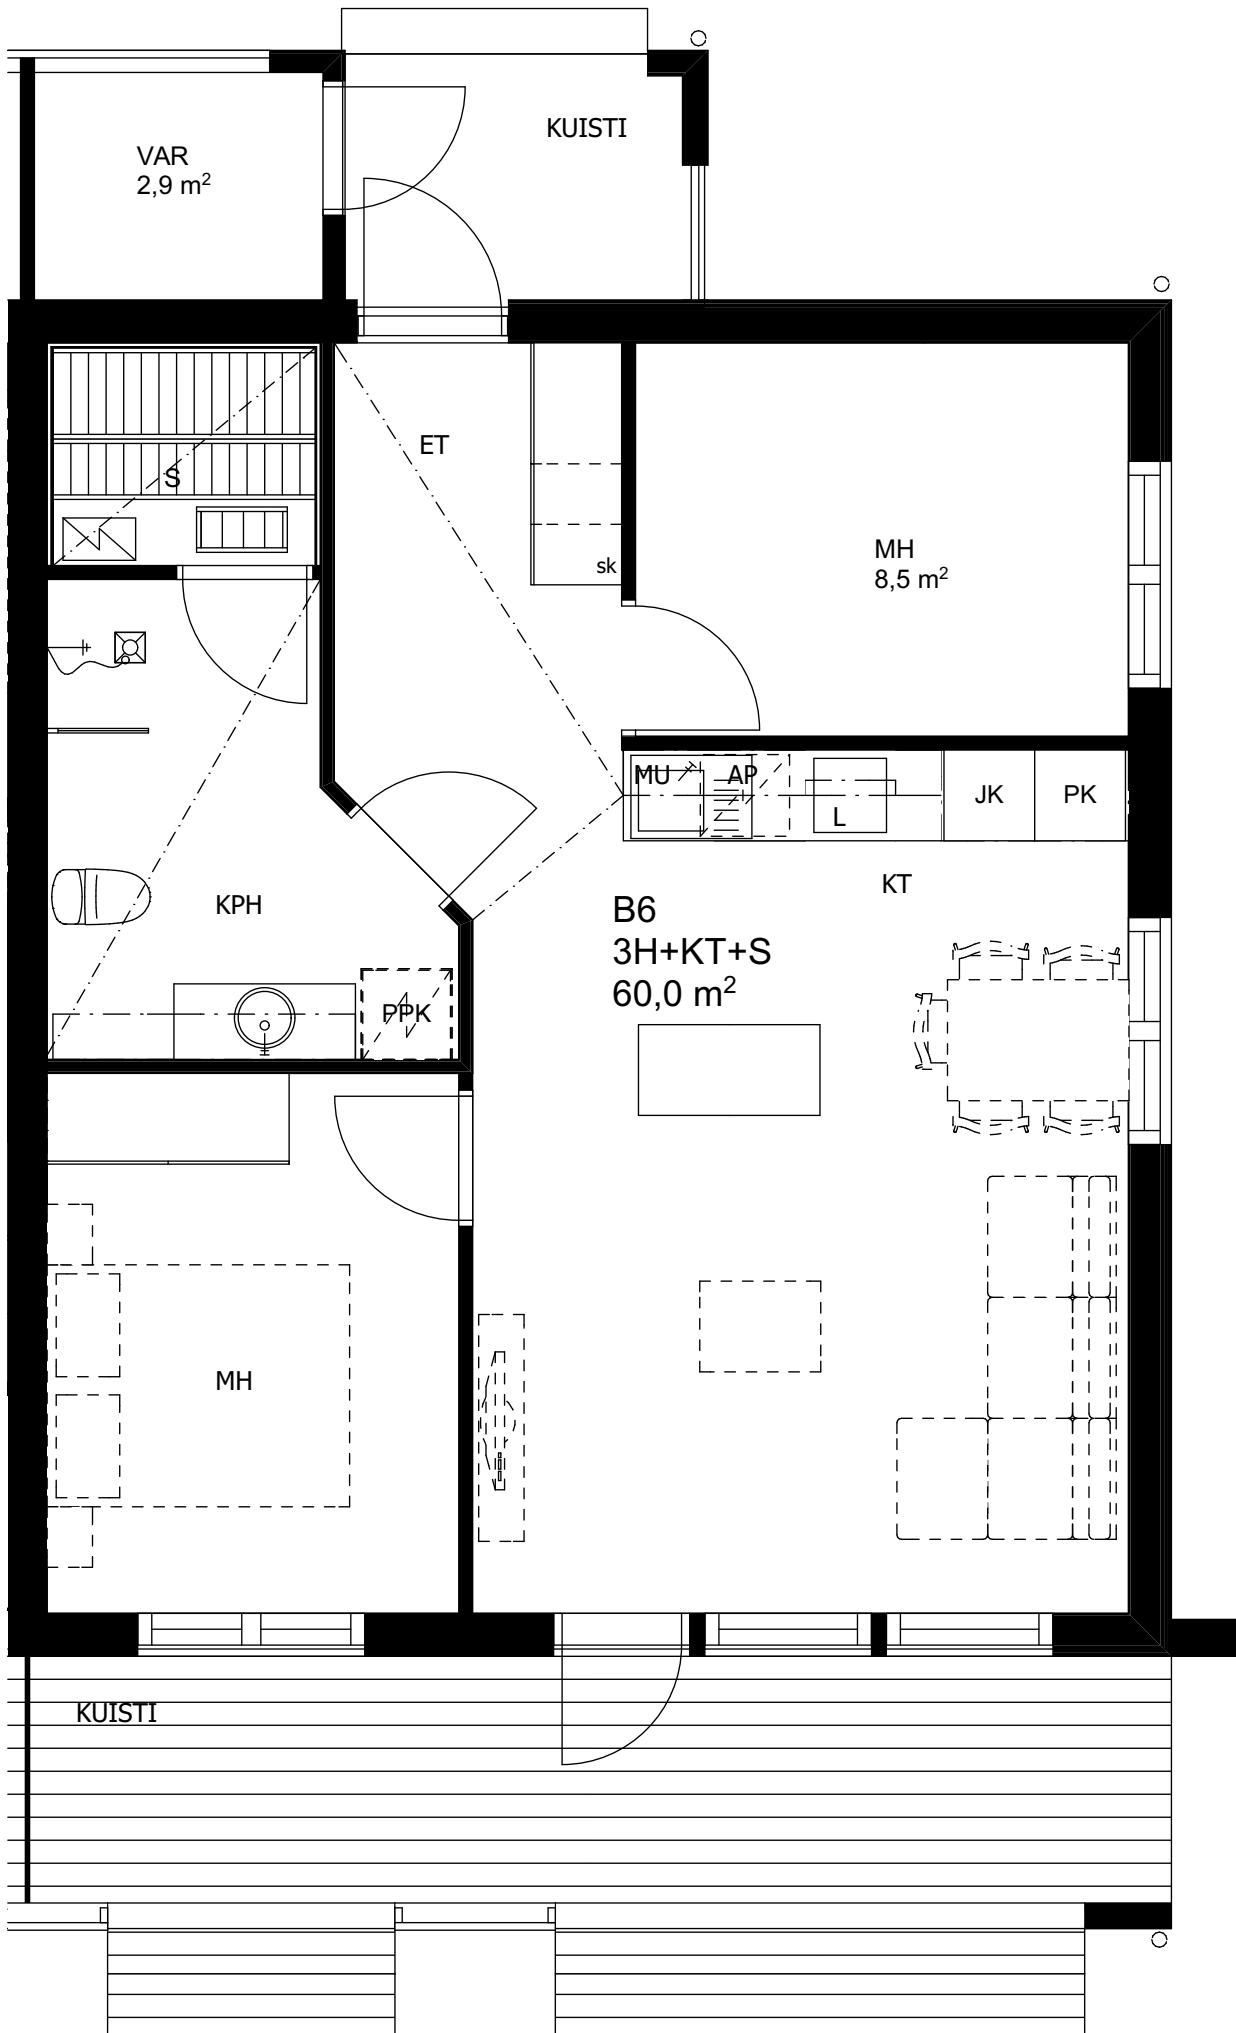 KUISTI
VAR
2,9 m²
ET
S
sk
MH
8,5 m²
MU
AP
L
JK
PK
KT
KPH
B6
3H+KT+S
60,0 m²
PPK
MH
KUISTI